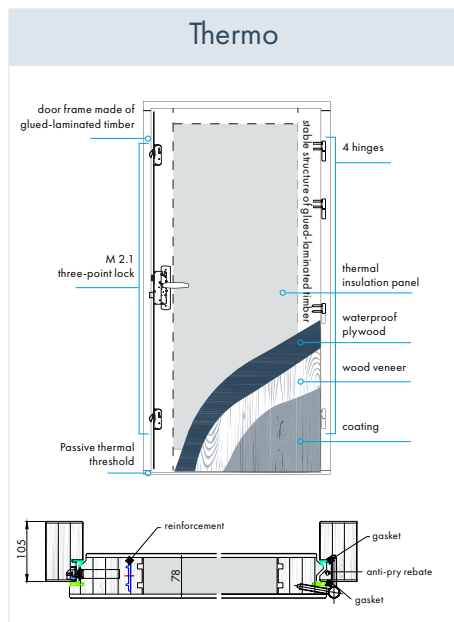 Thermo
door frame made of
glued-laminated timber
stable structure of glued-laminated timber
4 hinges
M 2.1
three-point lock
thermal
insulation panel
waterproof
plywood
wood veneer
coating
Passive thermal
threshold
reinforcement
105
78
gasket
anti-pry rebate
gasket